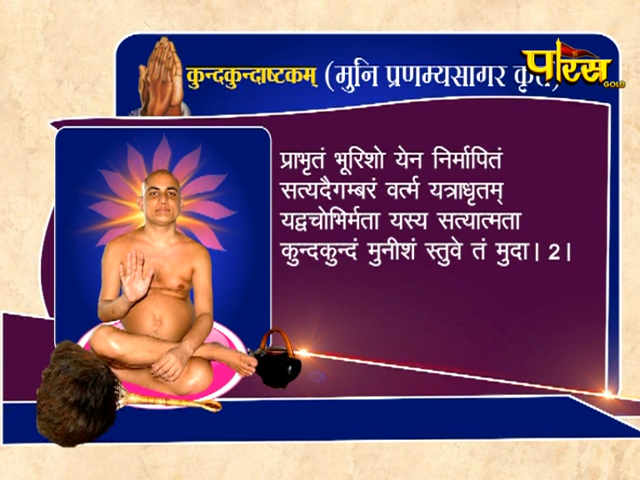 कुन्दकुन्दाष्टकम् (मुनि प्रणम्यसागर कृत)
पारस
GOLD
प्राभृतं भूरिशो येन निर्मापितं
सत्यदैगम्बरं वर्त्म यत्राधृतम्
यद्वचोभिर्मता यस्य सत्यात्मता
कुन्दकुन्दं मुनीशं स्तुवे तं मुदा। 2।